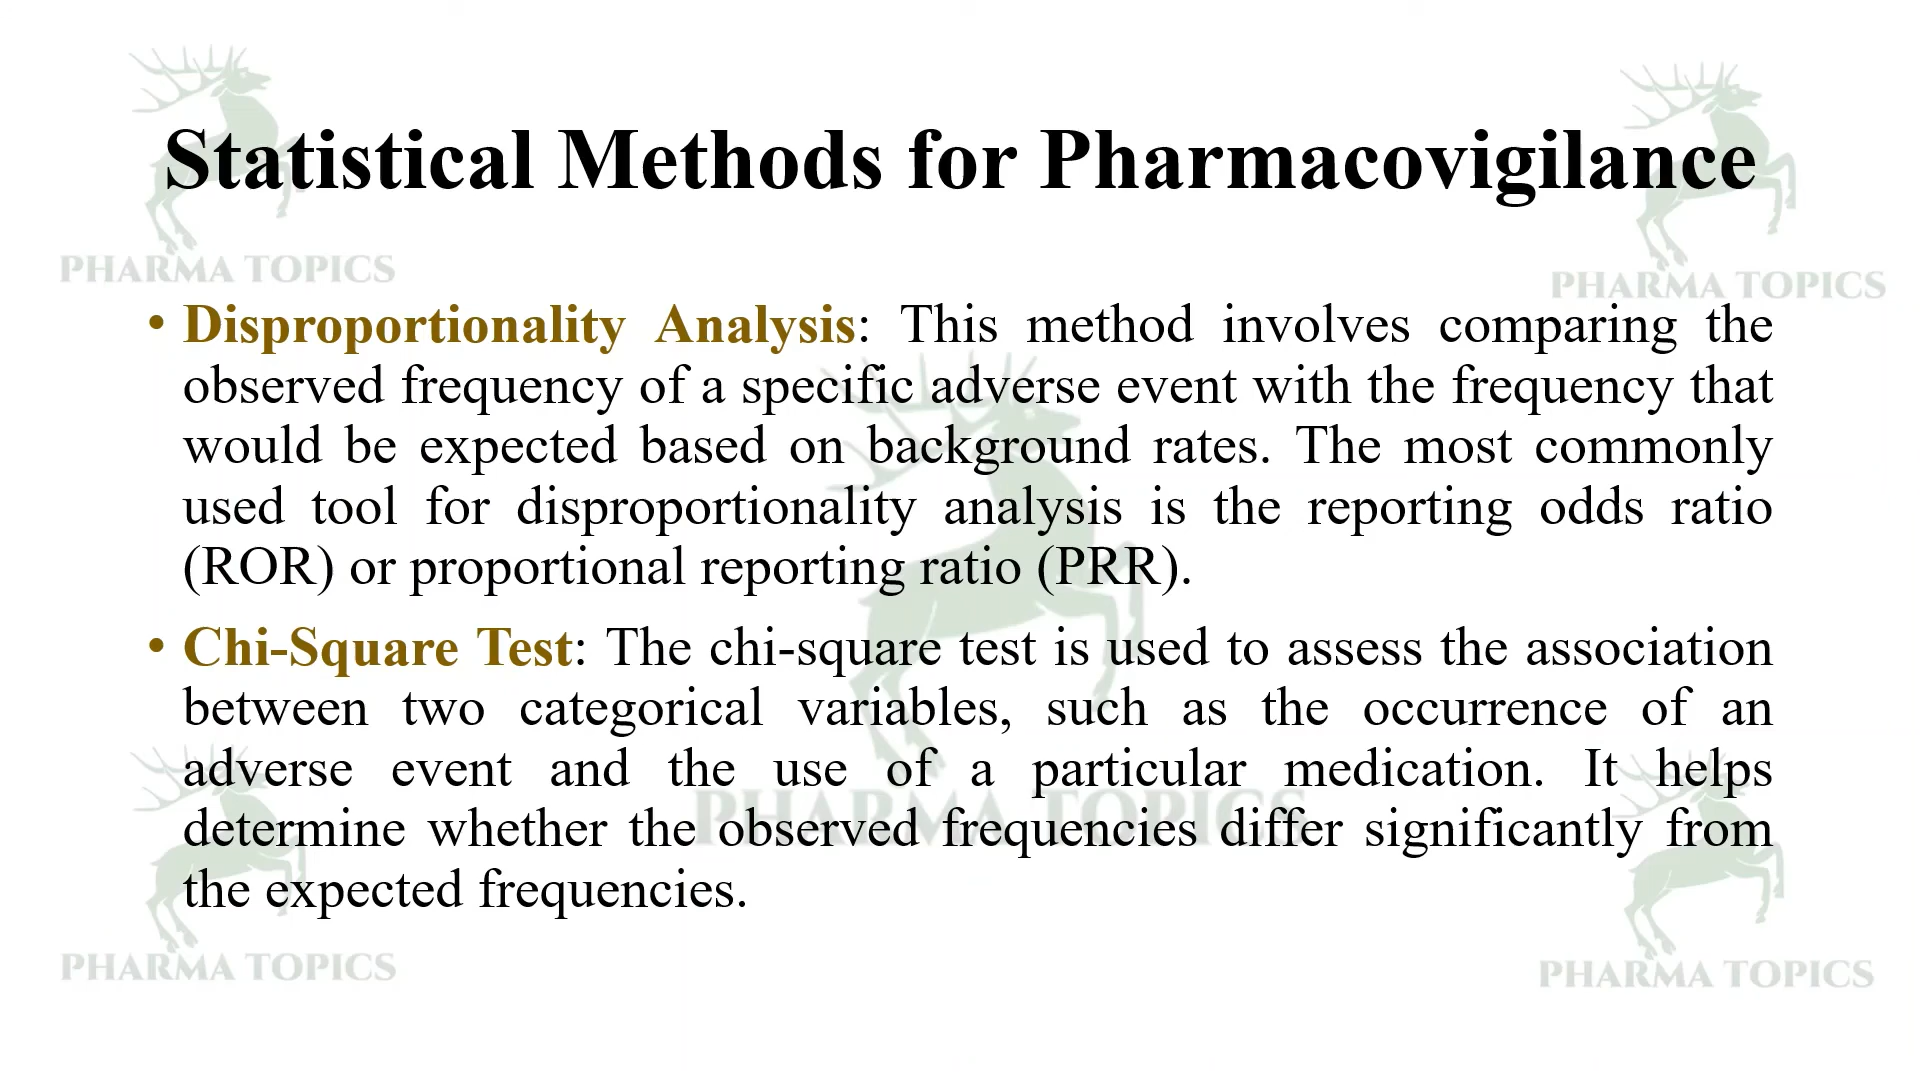 Statistical Methods for Pharmacovigilance
PHARMA TOPICS
PHARMA TOPICS
• Disproportionality Analysis: This method involves comparing the
observed frequency of a specific adverse event with the frequency that
would be expected based on background rates. The most commonly
used tool for disproportionality analysis is the reporting odds ratio
(ROR) or proportional reporting ratio (PRR).
• Chi-Square Test: The chi-square test is used to assess the association
between two categorical variables, such as the occurrence of an
adverse event and the use of a particular medication. It helps
PHARMA TOPICS
determine whether the observed frequencies differ significantly from
the expected frequencies.
PHARMA TOPICS
PHARMA TOPICS